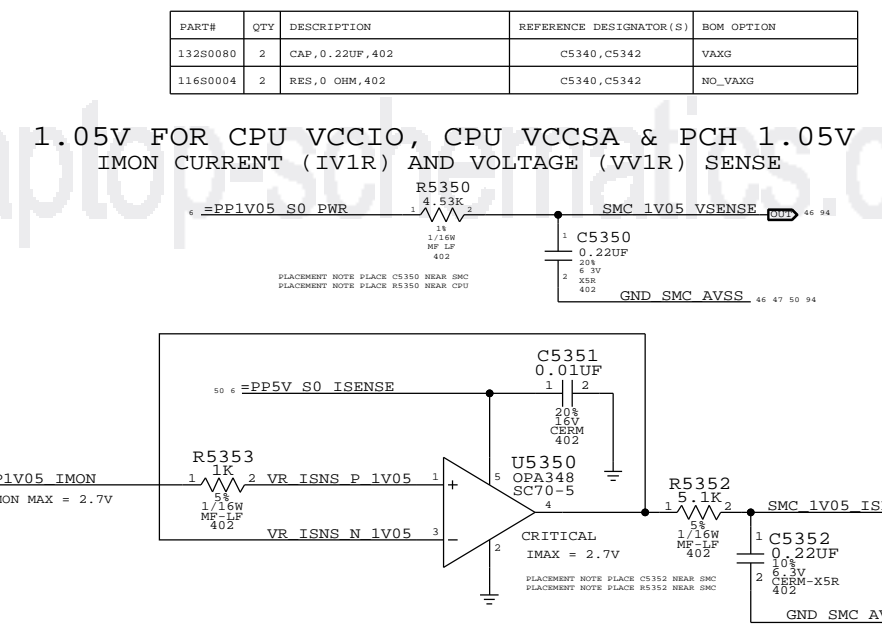 PART# QTY DESCRIPTION REFERENCE DESIGNATOR(S) BOM OPTION
132S0080 2 CAP,0.22UF,402 C5340,C5342 VAXG
116S0004 2 RES,0 OHM,402 C5340,C5342 NO_VAXG
aptop-schematics.c
1.05V FOR CPU VCCIO, CPU VCCSA & PCH 1.05V
IMON CURRENT (IV1R) AND VOLTAGE (VV1R) SENSE
R5350
4.53K
6 =PP1V05 S0 PWR 1 2 SMC 1V05 VSENSE OUT 46 94
1%
1/16W
MF LF
402
1 C5350
0.22UF
20%
6 3V
2 X5R
402
PLACEMENT NOTE PLACE C5350 NEAR SMC
PLACEMENT NOTE PLACE R5350 NEAR CPU
GND SMC AVSS 46 47 50 94
C5351
0.01UF
1 2
50 6 =PP5V S0 ISENSE
20%
16V
CERM
402
R5353
1K
P1V05 IMON 1 2 VR ISNS P 1V05 1 +
MON MAX = 2.7V
5%
1/16W
MF-LF
402
U5350
OPA348
SC70-5
5
4
VR ISNS N 1V05 3 -
2
CRITICAL
IMAX = 2.7V
R5352
5.1K
1 2 SMC_1V05_IS
5%
1/16W
MF-LF
402
1 C5352
0.22UF
10%
6.3V
2 CERM-X5R
402
PLACEMENT NOTE PLACE C5352 NEAR SMC
PLACEMENT NOTE PLACE R5352 NEAR SMC
GND SMC AV